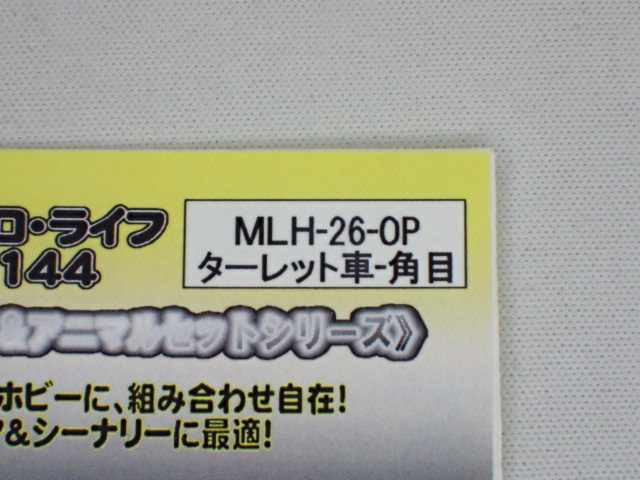 ロ・ライフ
144
MLH-26-OP
ターレット車-角目
&アニマルセットシリーズ》
ホビーに、組み合わせ自在!
&シーナリーに最適!